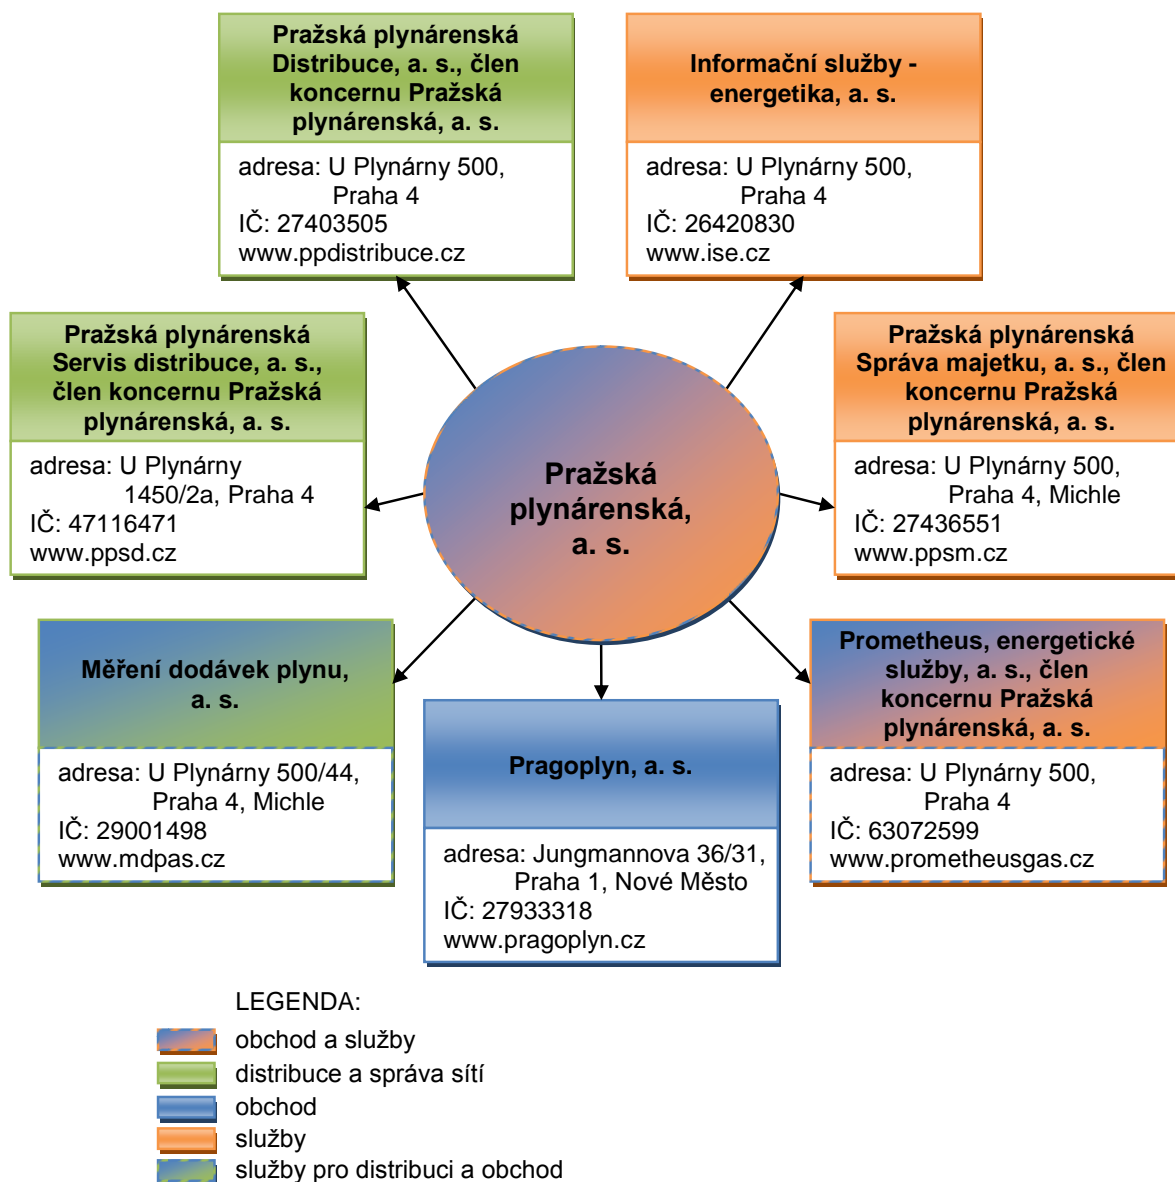 Pražská plynárenská
Distribuce, a. s., člen
koncernu Pražská
plynárenská, a. s.
adresa: U Plynárny 500,
Praha 4
IČ: 27403505
www.ppdistribuce.cz
Informační služby -
energetika, a. s.
adresa: U Plynárny 500,
Praha 4
IČ: 26420830
www.ise.cz
Pražská plynárenská
Servis distribuce, a. s.,
člen koncernu Pražská
plynárenská, a. s.
adresa: U Plynárny
1450/2a, Praha 4
IČ: 47116471
www.ppsd.cz
Pražská
plynárenská,
a. s.
Pražská plynárenská
Správa majetku, a. s., člen
koncernu Pražská
plynárenská, a. s.
adresa: U Plynárny 500,
Praha 4, Michle
IČ: 27436551
www.ppsm.cz
Měření dodávek plynu,
a. s.
adresa: U Plynárny 500/44,
Praha 4, Michle
IČ: 29001498
www.mdpas.cz
Pragoplyn, a. s.
adresa: Jungmannova 36/31,
Praha 1, Nové Město
IČ: 27933318
www.pragoplyn.cz
Prometheus, energetické
služby, a. s., člen
koncernu Pražská
plynárenská, a. s.
adresa: U Plynárny 500,
Praha 4
IČ: 63072599
www.prometheusgas.cz
LEGENDA:
obchod a služby
distribuce a správa sítí
obchod
služby
služby pro distribuci a obchod